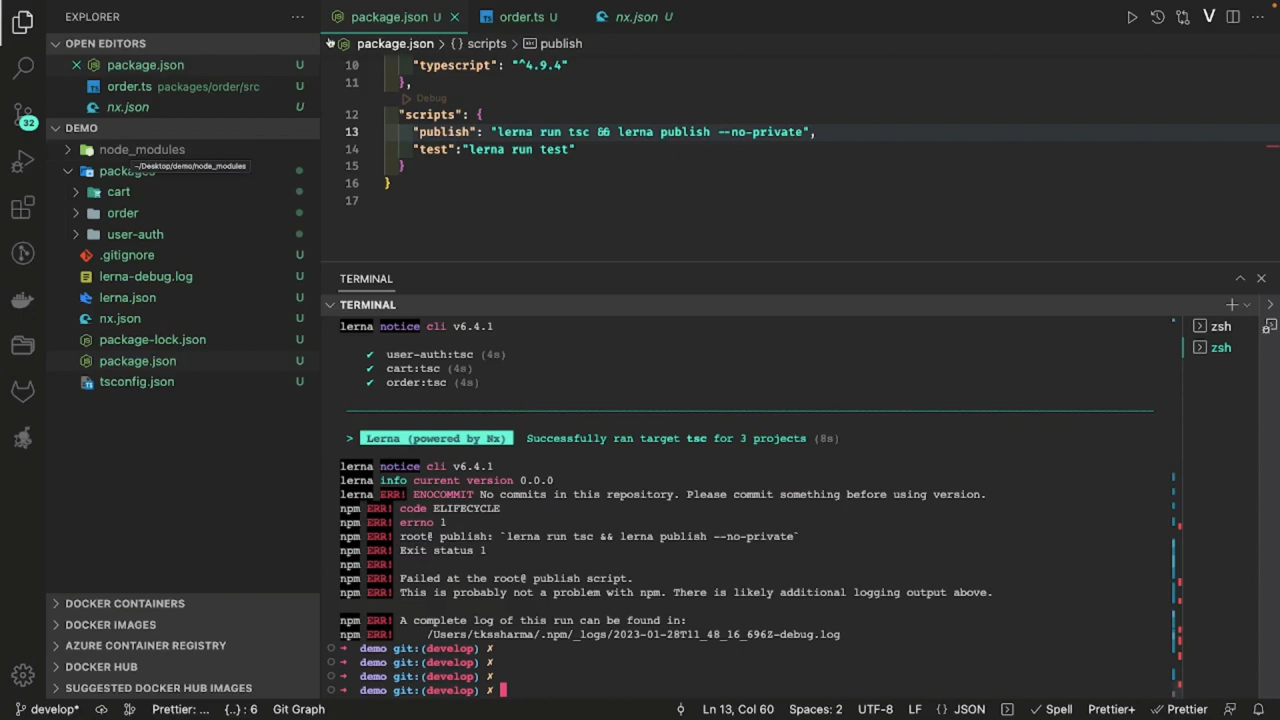 EXPLORER
package.json U
order.ts U
nx.json U
OPEN EDITORS
package.json > {} scripts > publish
package.json U
order.ts packages/order/src U
nx.json U
DEMO
node_modules
~/Desktop/demo/node_modules
packages
cart
order
user-auth
.gitignore U
lerna-debug.log U
lerna.json U
nx.json U
package-lock.json U
package.json U
tsconfig.json U
DOCKER CONTAINERS
DOCKER IMAGES
AZURE CONTAINER REGISTRY
DOCKER HUB
SUGGESTED DOCKER HUB IMAGES
32
10 "typescript": "^4.9.4"
11 },
Debug
12 "scripts": {
13 "publish": "lerna run tsc && lerna publish --no-private",
14 "test":"lerna run test"
15 }
16 }
17
TERMINAL
TERMINAL
zsh
zsh
lerna notice cli v6.4.1
✔ user-auth:tsc (4s)
✔ cart:tsc (4s)
✔ order:tsc (4s)
> Lerna (powered by Nx) Successfully ran target tsc for 3 projects (8s)
lerna notice cli v6.4.1
lerna info current version 0.0.0
lerna ERR! ENOCOMMIT No commits in this repository. Please commit something before using version.
npm ERR! code ELIFECYCLE
npm ERR! errno 1
npm ERR! root@ publish: `lerna run tsc && lerna publish --no-private`
npm ERR! Exit status 1
npm ERR!
npm ERR! Failed at the root@ publish script.
npm ERR! This is probably not a problem with npm. There is likely additional logging output above.
npm ERR! A complete log of this run can be found in:
npm ERR! /Users/tkssharma/.npm/_logs/2023-01-28T11_48_16_696Z-debug.log
➜ demo git:(develop) ✗
➜ demo git:(develop) ✗
➜ demo git:(develop) ✗
➜ demo git:(develop) ✗
develop* Prettier: ... {..} : 6 Git Graph Ln 13, Col 60 Spaces: 2 UTF-8 LF {} JSON Spell Prettier+ Prettier